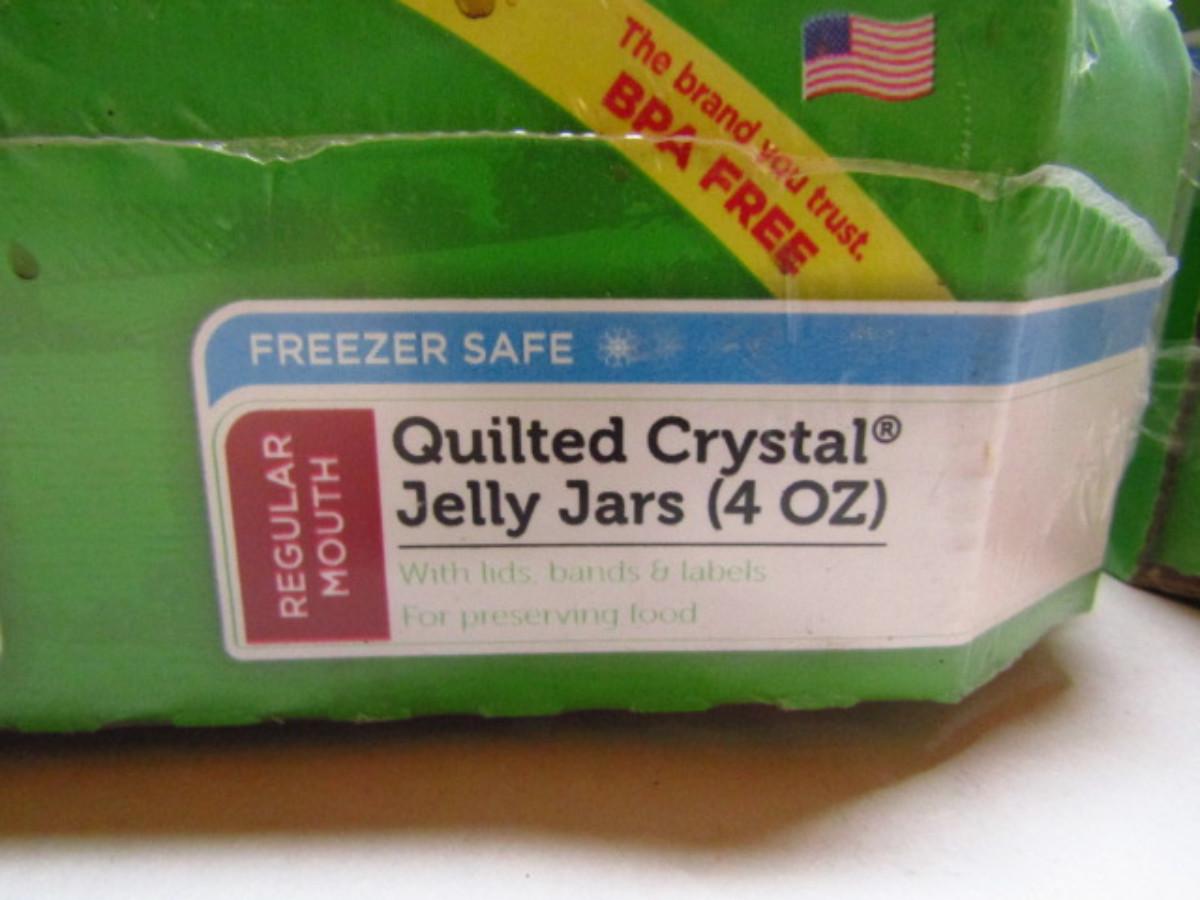 The brand you trust.
BPA FREE
FREEZER SAFE
REGULAR
MOUTH
Quilted Crystal®
Jelly Jars (4 OZ)
With lids, bands & labels
For preserving food